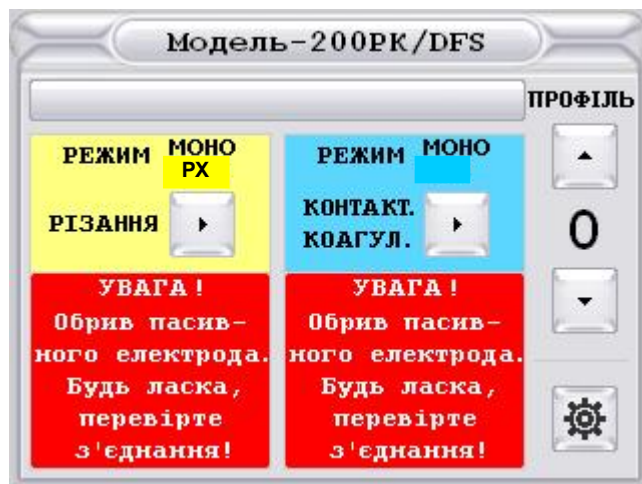 Модель-200РК/DFS
ПРОФІЛЬ
РЕЖИМ МОНО
РХ
РІЗАННЯ
РЕЖИМ МОНО
КОНТАКТ.
КОАГУЛ.
0
УВАГА!
Обрив пасив-
ного електрода.
Будь ласка,
перевірте
з'єднання!
УВАГА!
Обрив пасив-
ного електрода.
Будь ласка,
перевірте
з'єднання!